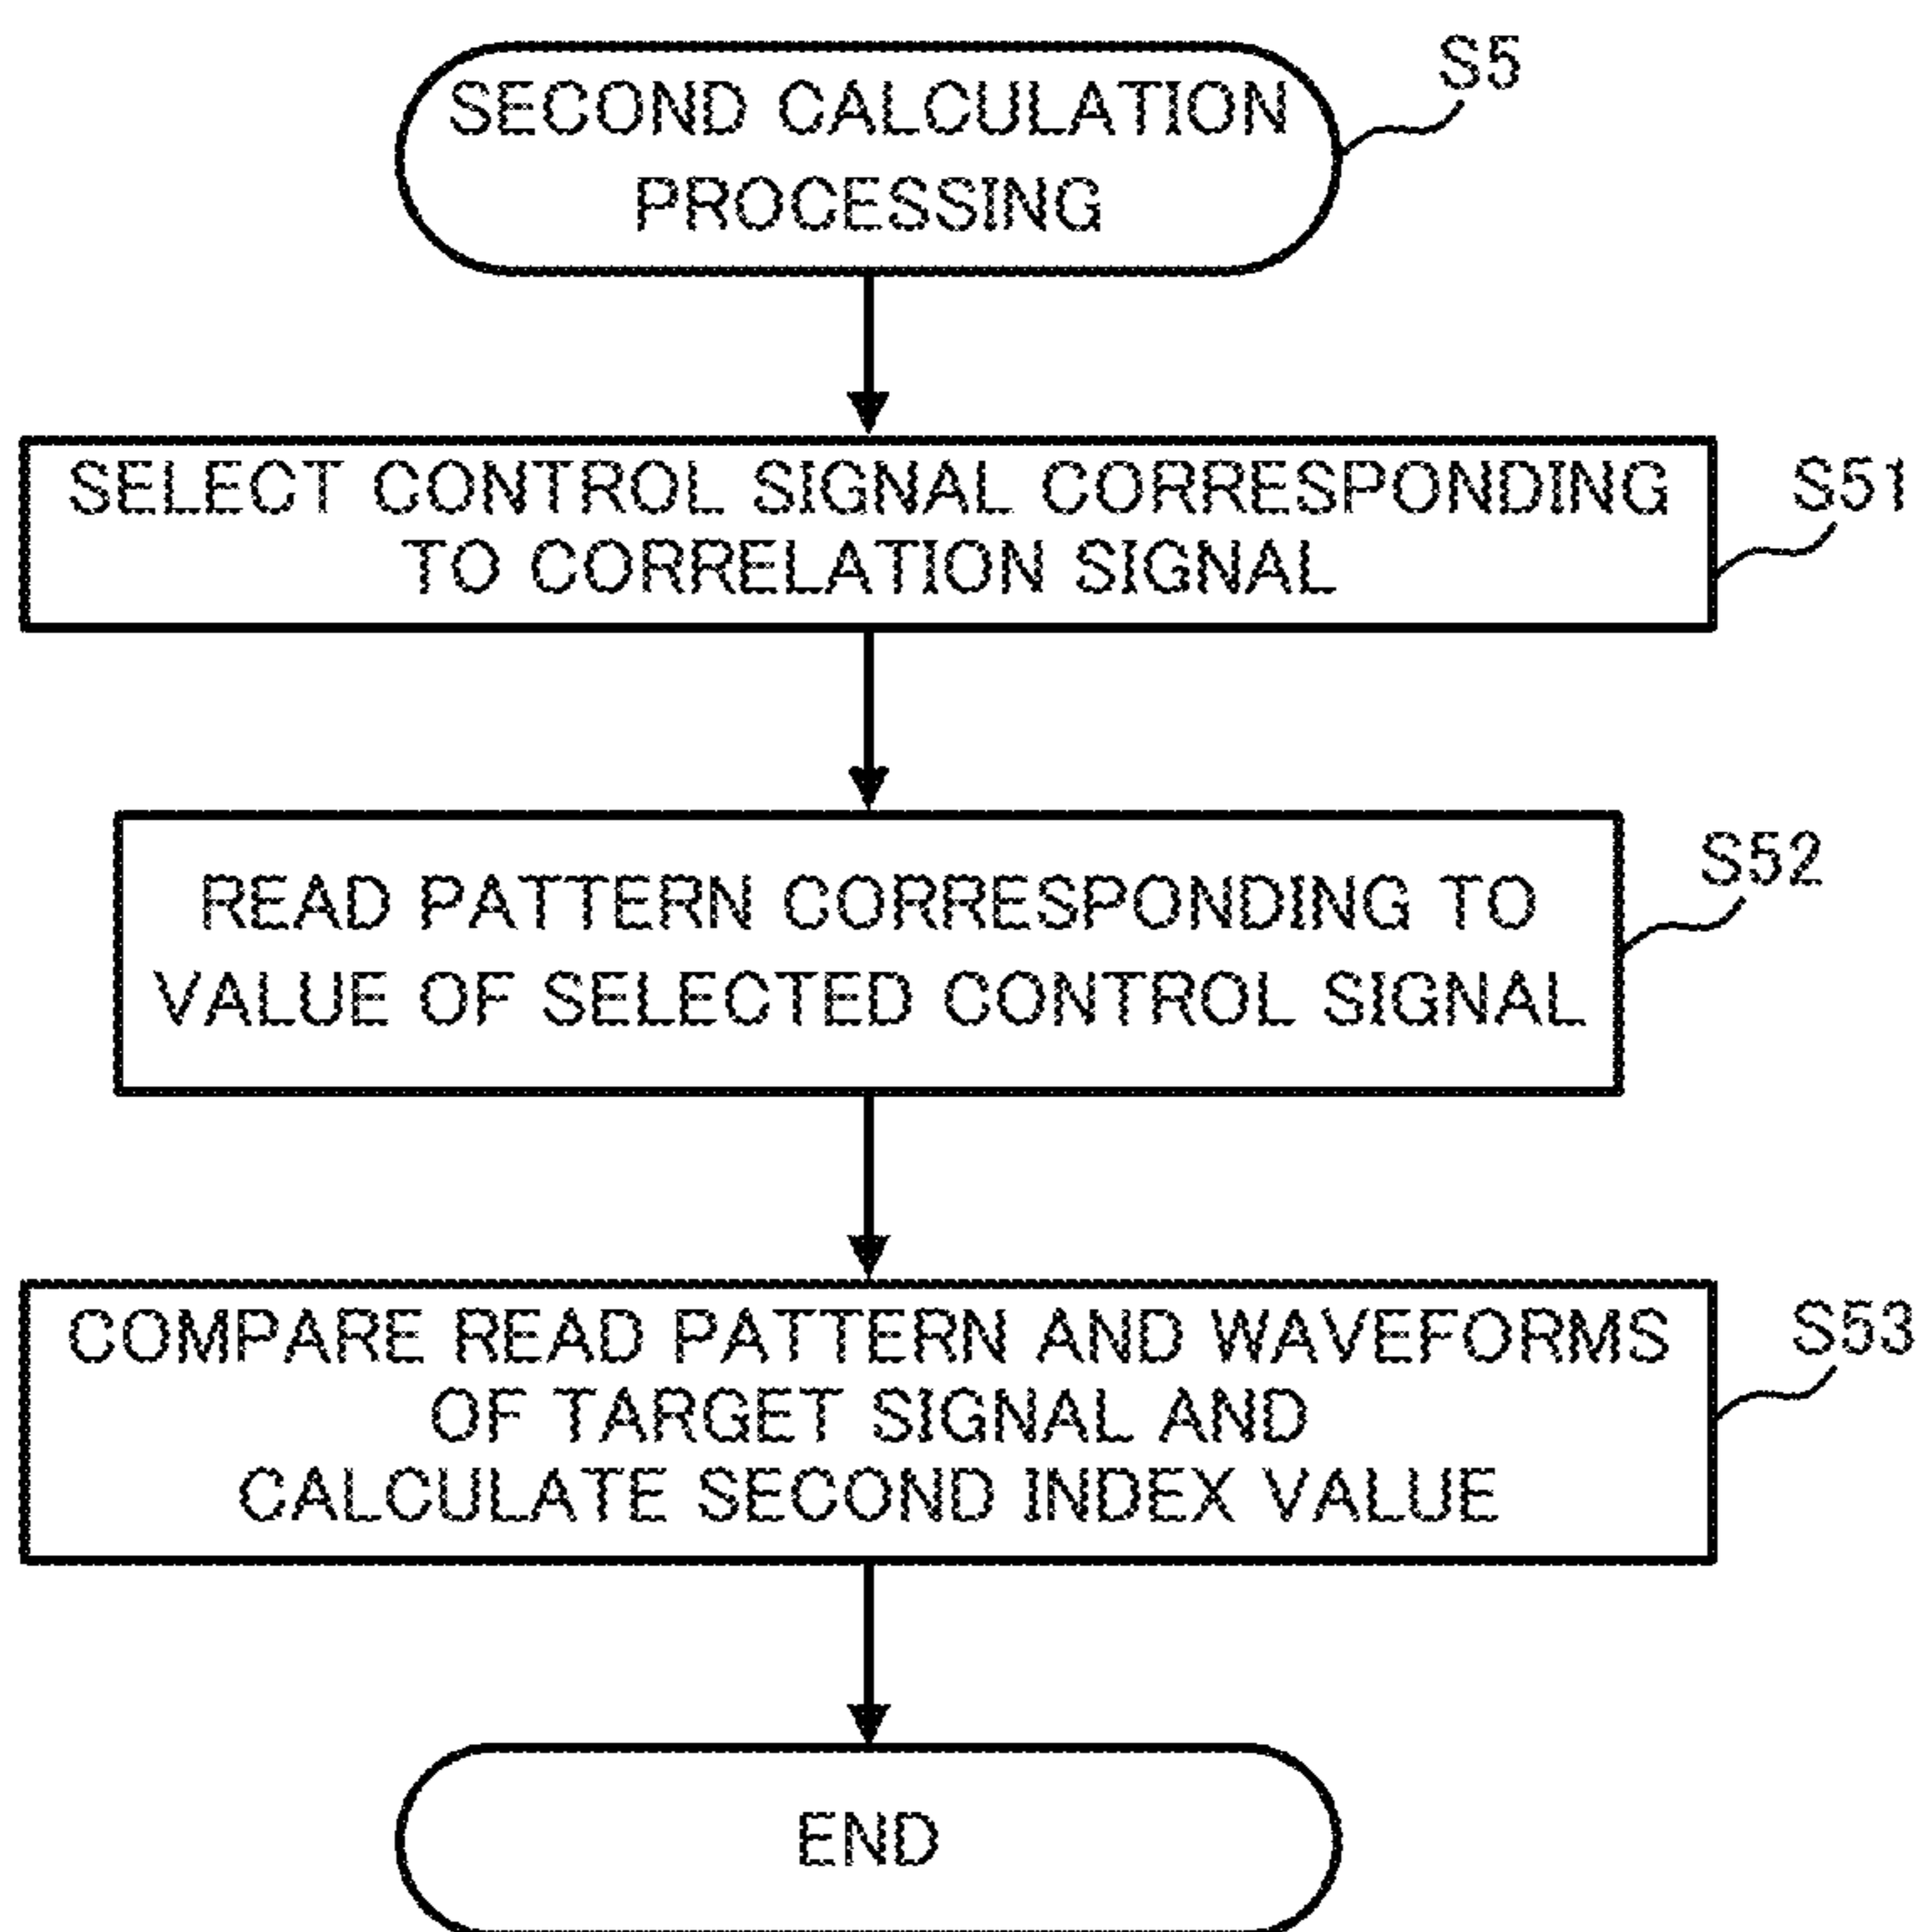 SECOND CALCULATION
PROCESSING
S5
SELECT CONTROL SIGNAL CORRESPONDING
TO CORRELATION SIGNAL
S51
READ PATTERN CORRESPONDING TO
VALUE OF SELECTED CONTROL SIGNAL
S52
COMPARE READ PATTERN AND WAVEFORMS
OF TARGET SIGNAL AND
CALCULATE SECOND INDEX VALUE
S53
END